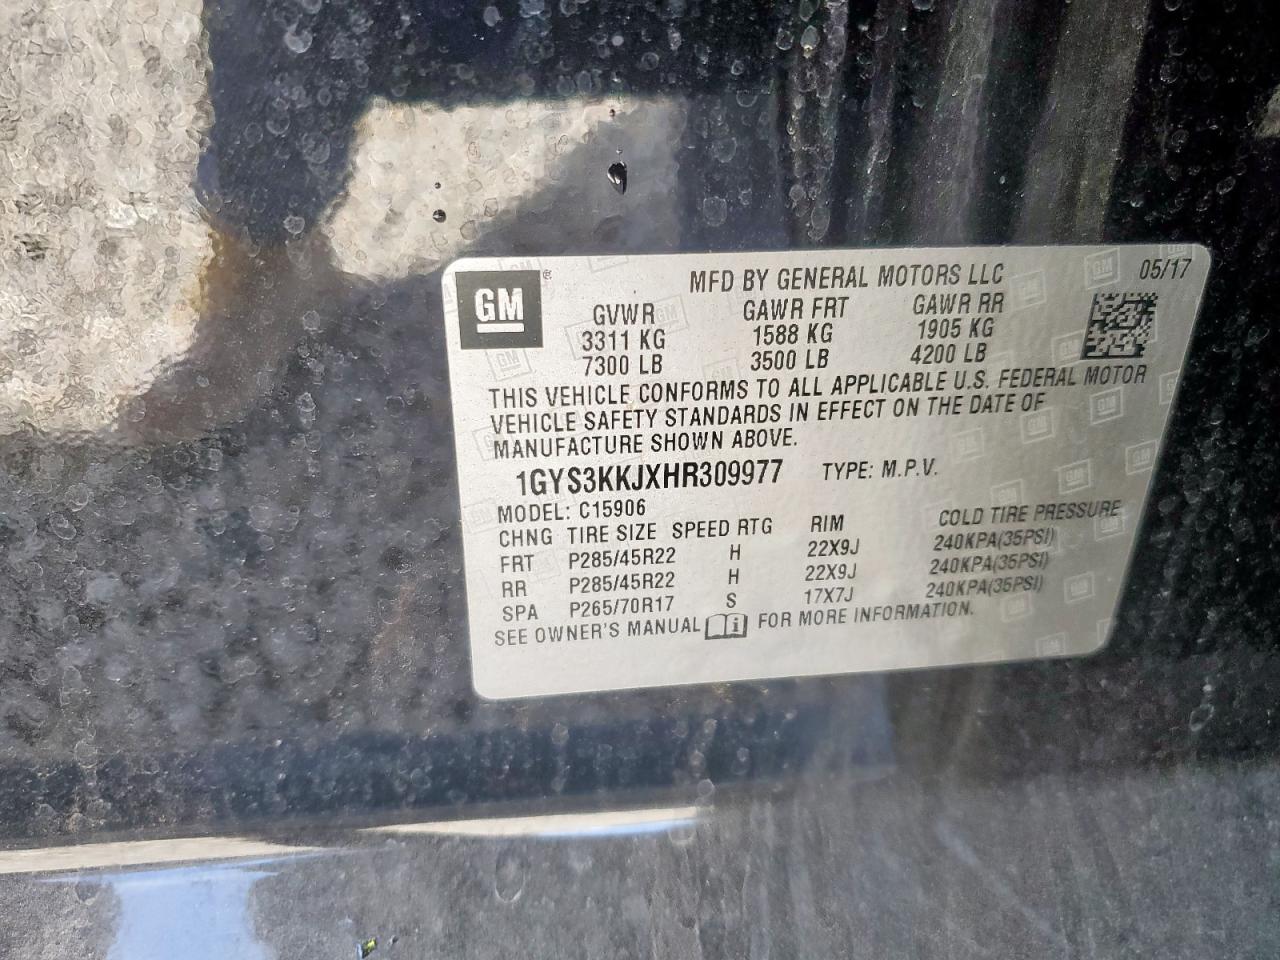 GM®
MFD BY GENERAL MOTORS LLC
05/17
GVWR GAWR FRT GAWR RR
3311 KG 1588 KG 1905 KG
7300 LB 3500 LB 4200 LB
THIS VEHICLE CONFORMS TO ALL APPLICABLE U.S. FEDERAL MOTOR
VEHICLE SAFETY STANDARDS IN EFFECT ON THE DATE OF
MANUFACTURE SHOWN ABOVE.
1GYS3KKJXHR309977 TYPE: M.P.V.
MODEL: C15906
CHNG TIRE SIZE SPEED RTG RIM COLD TIRE PRESSURE
FRT P285/45R22 H 22X9J 240KPA(35PSI)
RR P285/45R22 H 22X9J 240KPA(35PSI)
SPA P265/70R17 S 17X7J 240KPA(35PSI)
SEE OWNER'S MANUAL FOR MORE INFORMATION.